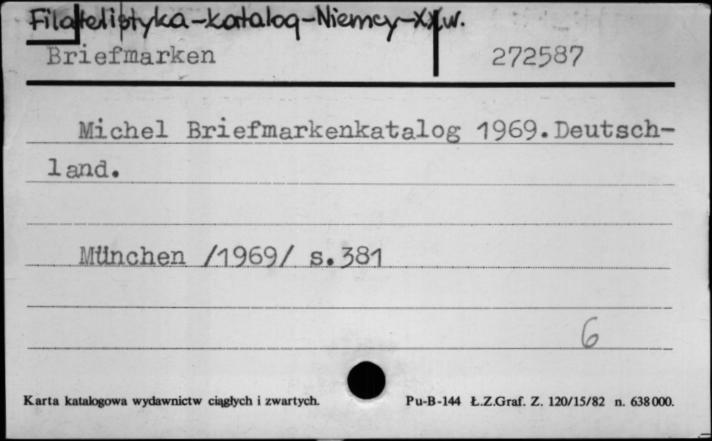 Filatelistyka-katalog-Niemcy-XXw.
Briefmarken 272587
Michel Briefmarkenkatalog 1969.Deutsch-
land.
München /1969/ s.381
6
Karta katalogowa wydawnictw ciągłych i zwartych. Pu-B-144 Ł.Z.Graf. Z. 120/15/82 n. 638000.